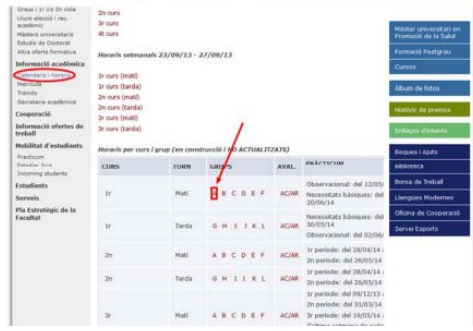 Graus i 1r i/o 2n cicle
Lliure elecció i rec.
acadèmic
Màsters universitaris
Estudis de Doctorat
Altra oferta formativa
Informació acadèmica
Calendaris i horaris
Matrícula
Tràmits
Secretaria acadèmica
Cooperació
Informació ofertes de
treball
Mobilitat d'estudiants
Practicum
Incoming students
Estudiants
Serveis
Pla Estratègic de la
Facultat
2n curs
3r curs
4t curs
Horaris setmanals 23/09/13 - 27/09/13
1r curs (matí)
1r curs (tarda)
2n curs (matí)
2n curs (tarda)
3r curs (matí)
3r curs (tarda)
Horaris per curs i grup (en construcció i NO ACTUALITZATS)
CURS TORN GRUPS AVAL. PRÀCTICUM
1r Matí B C D E F AC/AR Observacional: del 12/05/
Necessitats bàsiques: del
20/06/14
1r Tarda G H I J K L AC/AR Necessitats bàsiques: del
30/05/14
Observacional: del 02/06/
2n Matí A B C D E F AC/AR 1r període: del 28/04/14
2n període: del 26/05/14
2n Tarda G H I J K L AC/AR 1r període: del 28/04/14
2n període: del 26/05/14
3r Matí A B C D E F AC/AR 1r període: del 09/12/13
2n període: del 31/03/14
3r període: del 19/05/14
Màster universitari en
Promoció de la Salut
Formació Postgrau
Cursos
Àlbum de fotos
Històric de premsa
Enllaços d'interès
Beques i Ajuts
Biblioteca
Borsa de Treball
Llengües Modernes
Oficina de Cooperació
Servei Esports